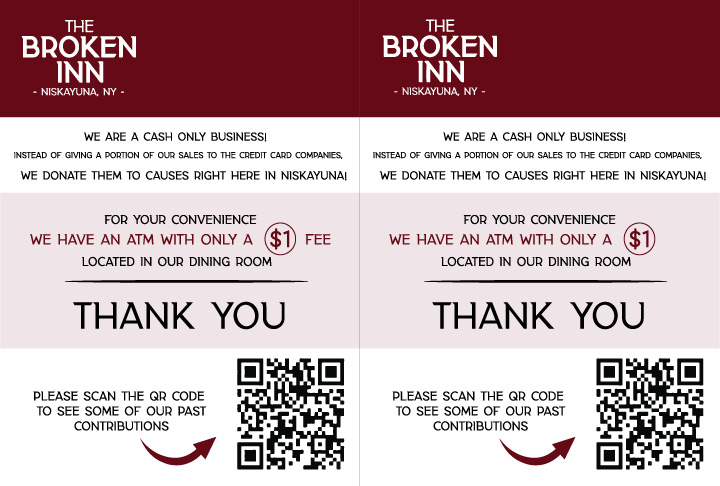 THE
BROKEN
INN
- NISKAYUNA, NY -
WE ARE A CASH ONLY BUSINESS!
INSTEAD OF GIVING A PORTION OF OUR SALES TO THE CREDIT CARD COMPANIES,
WE DONATE THEM TO CAUSES RIGHT HERE IN NISKAYUNA!
FOR YOUR CONVENIENCE
WE HAVE AN ATM WITH ONLY A $1 FEE
LOCATED IN OUR DINING ROOM
THANK YOU
PLEASE SCAN THE QR CODE
TO SEE SOME OF OUR PAST
CONTRIBUTIONS
THE
BROKEN
INN
- NISKAYUNA, NY -
WE ARE A CASH ONLY BUSINESS!
INSTEAD OF GIVING A PORTION OF OUR SALES TO THE CREDIT CARD COMPANIES,
WE DONATE THEM TO CAUSES RIGHT HERE IN NISKAYUNA!
FOR YOUR CONVENIENCE
WE HAVE AN ATM WITH ONLY A $1
LOCATED IN OUR DINING ROOM
THANK YOU
PLEASE SCAN THE QR CODE
TO SEE SOME OF OUR PAST
CONTRIBUTIONS